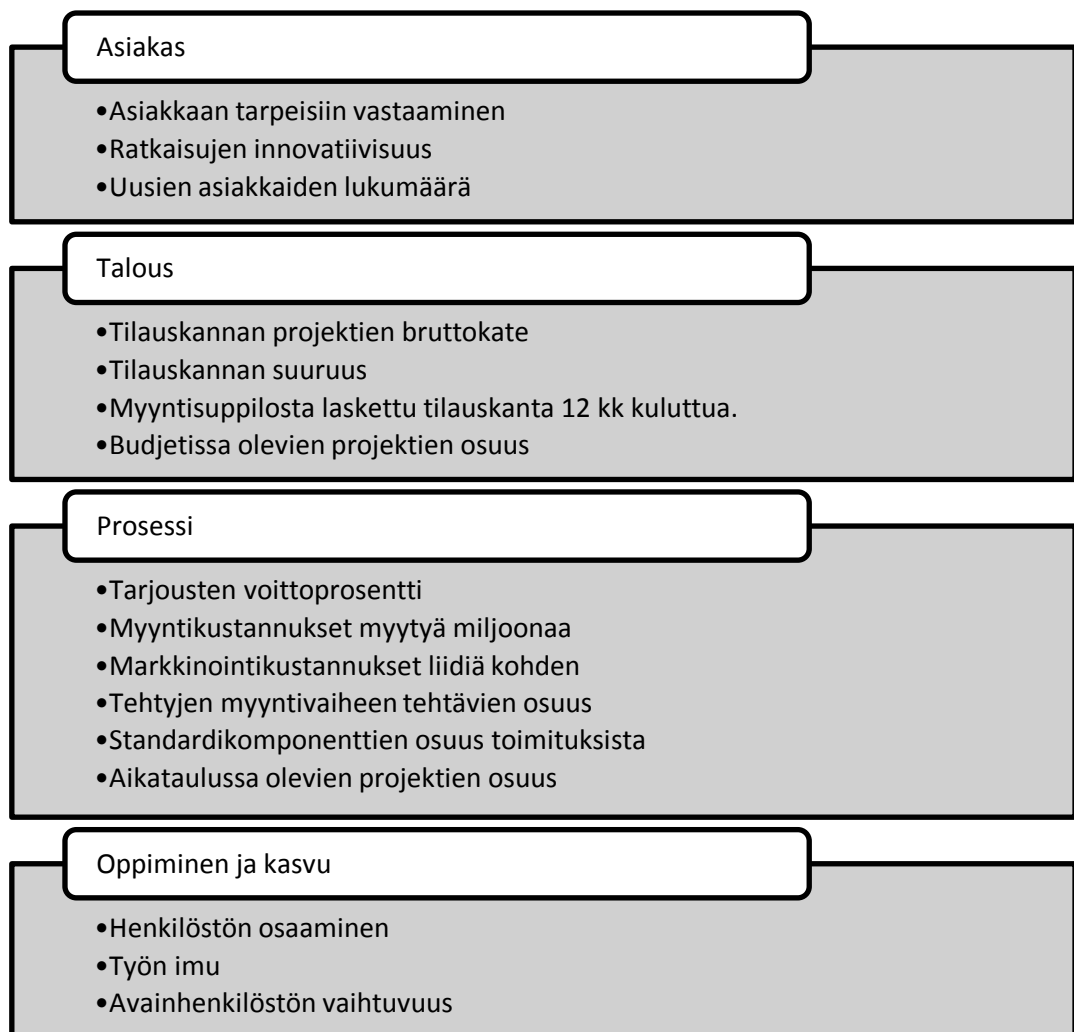 Asiakas
•Asiakkaan tarpeisiin vastaaminen
•Ratkaisujen innovatiivisuus
•Uusien asiakkaiden lukumäärä
Talous
•Tilauskannan projektien bruttokate
•Tilauskannan suuruus
•Myyntisuppilosta laskettu tilauskanta 12 kk kuluttua.
•Budjetissa olevien projektien osuus
Prosessi
•Tarjousten voittoprosentti
•Myyntikustannukset myytyä miljoonaa
•Markkinointikustannukset liidiä kohden
•Tehtyjen myyntivaiheen tehtävien osuus
•Standardikomponenttien osuus toimituksista
•Aikataulussa olevien projektien osuus
Oppiminen ja kasvu
•Henkilöstön osaaminen
•Työn imu
•Avainhenkilöstön vaihtuvuus